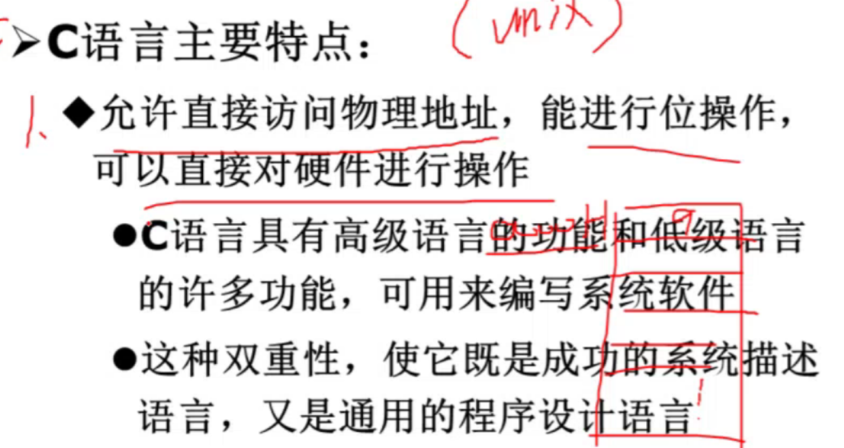 ➢C语言主要特点： (unix)
1、◆允许直接访问物理地址，能进行位操作，
可以直接对硬件进行操作
●C语言具有高级语言的功能和低级语言
的许多功能，可用来编写系统软件
●这种双重性，使它既是成功的系统描述
语言，又是通用的程序设计语言